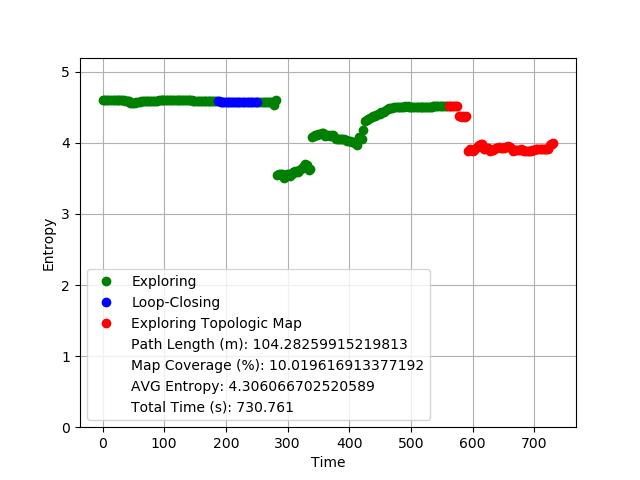 5
4
3
2
1
0
Entropy
Exploring
Loop-Closing
Exploring Topologic Map
Path Length (m): 104.28259915219813
Map Coverage (%): 10.019616913377192
AVG Entropy: 4.306066702520589
Total Time (s): 730.761
0 100 200 300 400 500 600 700
Time